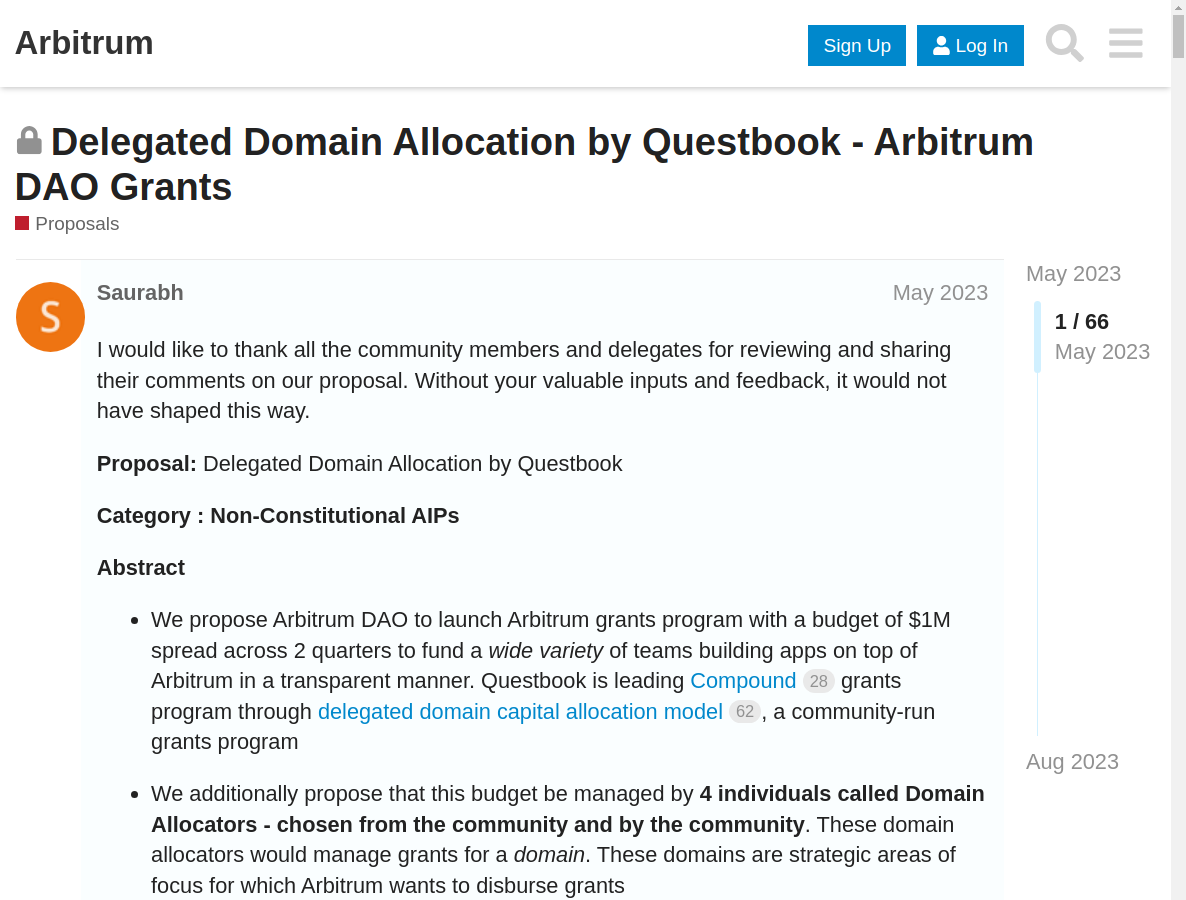 Arbitrum
Sign Up
Log In
Delegated Domain Allocation by Questbook - Arbitrum
DAO Grants
Proposals
S
Saurabh
May 2023
I would like to thank all the community members and delegates for reviewing and sharing
their comments on our proposal. Without your valuable inputs and feedback, it would not
have shaped this way.
Proposal: Delegated Domain Allocation by Questbook
Category : Non-Constitutional AIPs
Abstract
We propose Arbitrum DAO to launch Arbitrum grants program with a budget of $1M
spread across 2 quarters to fund a wide variety of teams building apps on top of
Arbitrum in a transparent manner. Questbook is leading Compound 28 grants
program through delegated domain capital allocation model 62, a community-run
grants program
We additionally propose that this budget be managed by 4 individuals called Domain
Allocators - chosen from the community and by the community. These domain
allocators would manage grants for a domain. These domains are strategic areas of
focus for which Arbitrum wants to disburse grants
May 2023
1 / 66
May 2023
Aug 2023